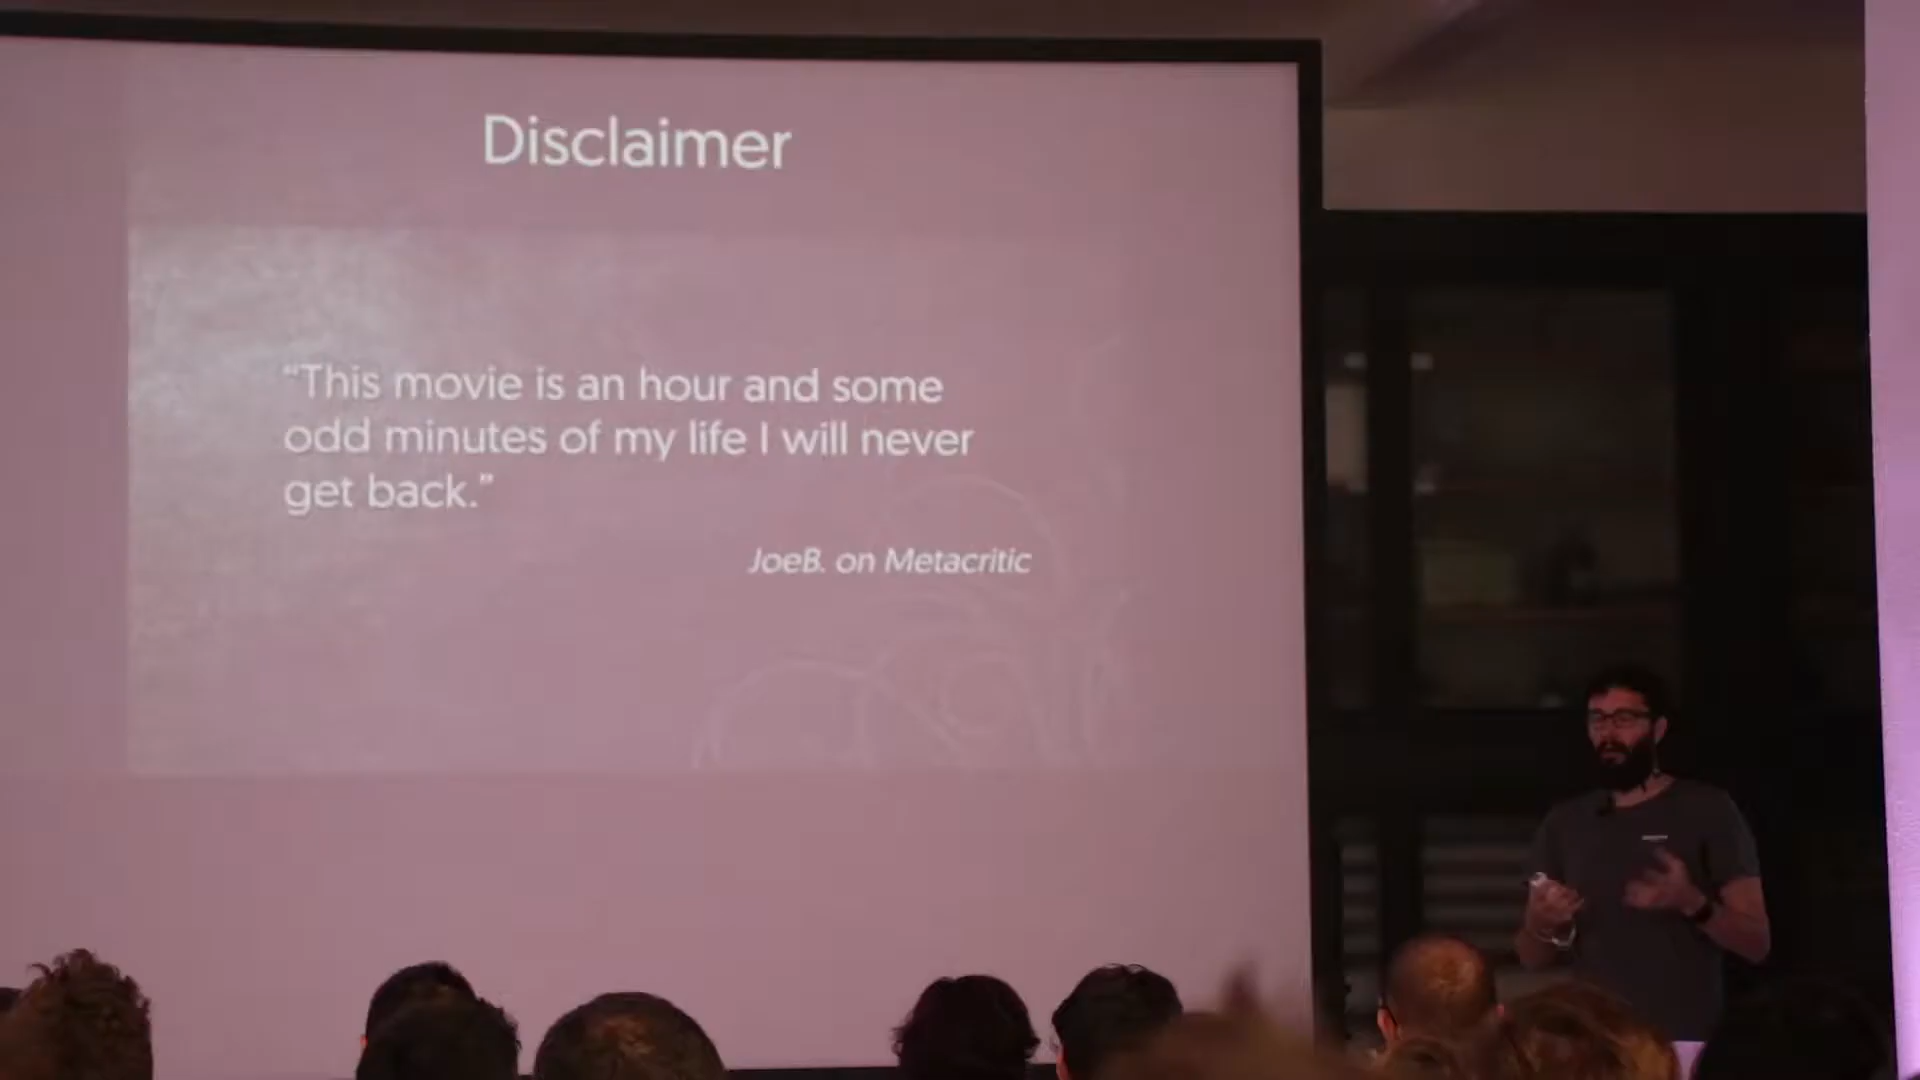 Disclaimer
“This movie is an hour and some
odd minutes of my life I will never
get back.”
JoeB. on Metacritic